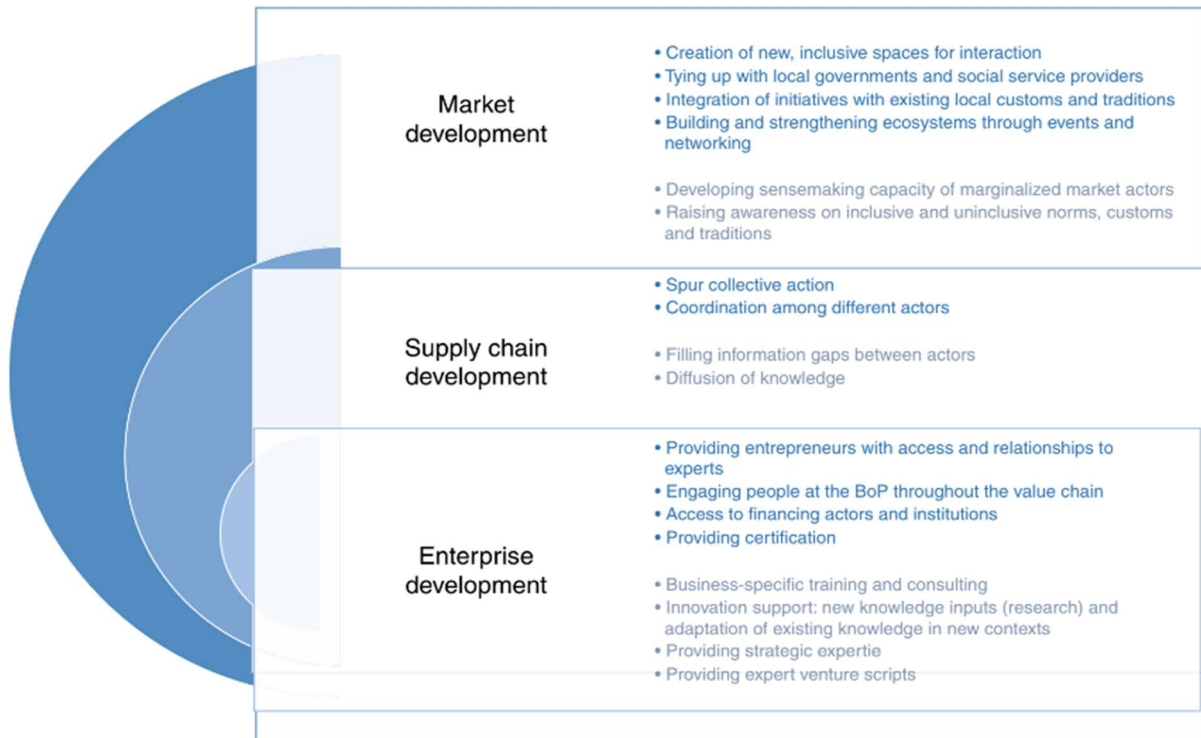 Market
development
• Creation of new, inclusive spaces for interaction
• Tying up with local governments and social service providers
• Integration of initiatives with existing local customs and traditions
• Building and strengthening ecosystems through events and
networking
• Developing sensemaking capacity of marginalized market actors
• Raising awareness on inclusive and uninclusive norms, customs
and traditions
Supply chain
development
• Spur collective action
• Coordination among different actors
• Filling information gaps between actors
• Diffusion of knowledge
Enterprise
development
• Providing entrepreneurs with access and relationships to
experts
• Engaging people at the BoP throughout the value chain
• Access to financing actors and institutions
• Providing certification
• Business-specific training and consulting
• Innovation support: new knowledge inputs (research) and
adaptation of existing knowledge in new contexts
• Providing strategic expertie
• Providing expert venture scripts